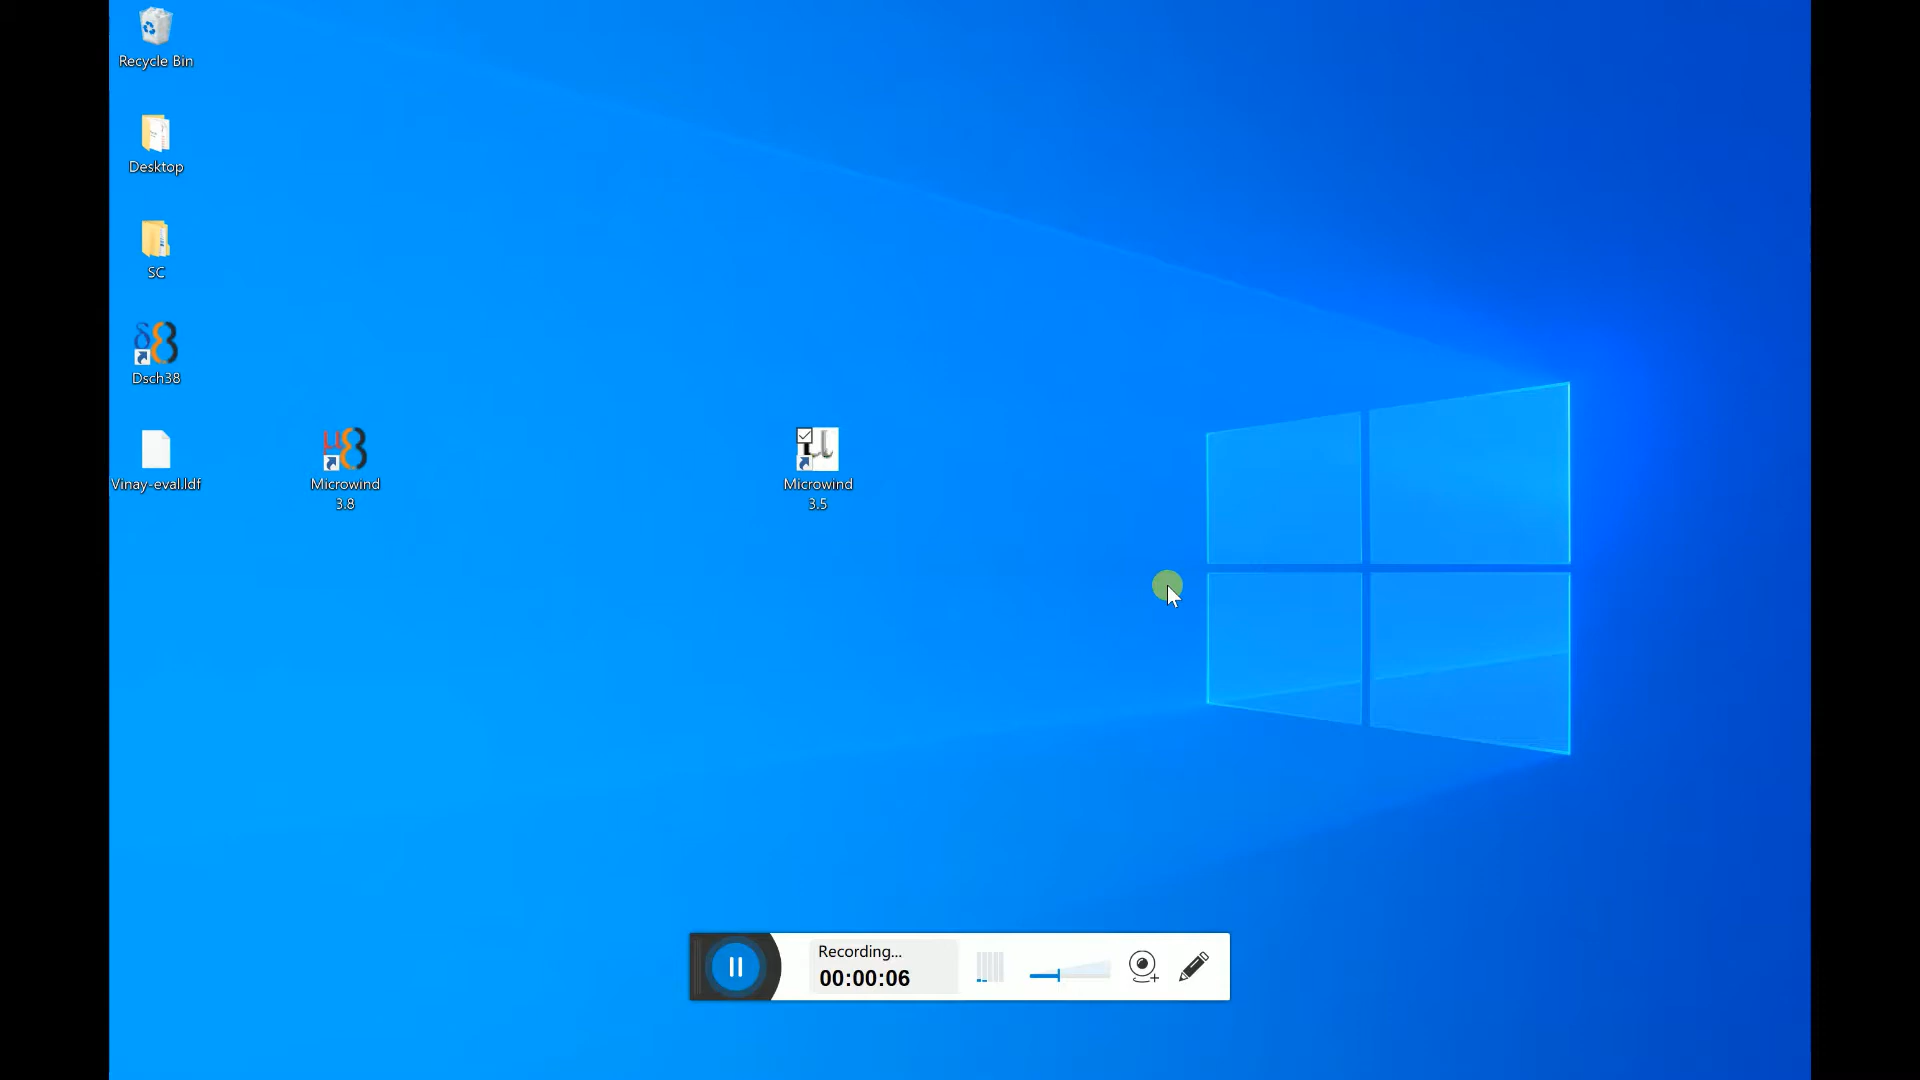 Recycle Bin
Desktop
SC
Dsch38
Vinay-eval.ldf
Microwind
3.8
Microwind
3.5
Recording...
00:00:06